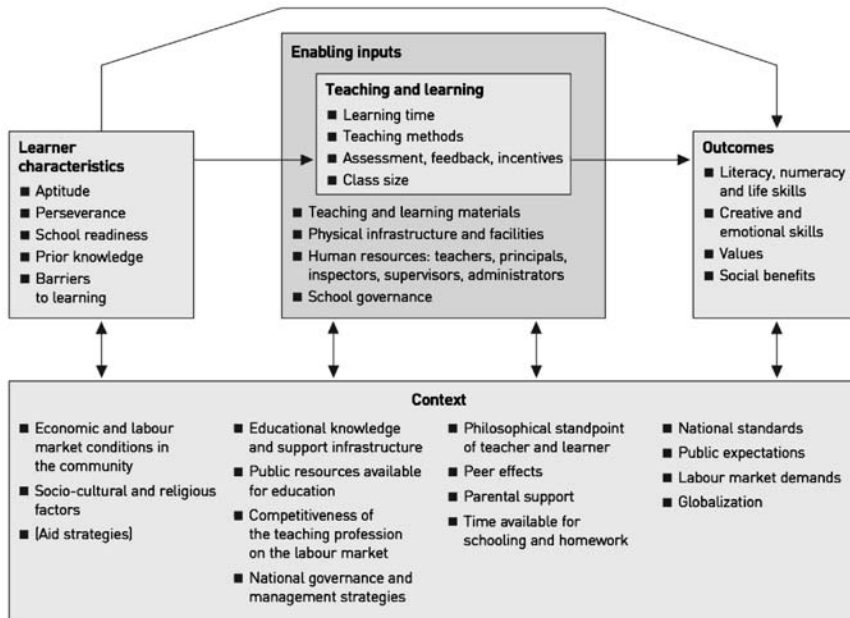 Enabling inputs
Teaching and learning
■ Learning time
■ Teaching methods
■ Assessment, feedback, incentives
■ Class size
■ Teaching and learning materials
■ Physical infrastructure and facilities
■ Human resources: teachers, principals,
inspectors, supervisors, administrators
■ School governance
Learner
characteristics
■ Aptitude
■ Perseverance
■ School readiness
■ Prior knowledge
■ Barriers
to learning
Outcomes
■ Literacy, numeracy
and life skills
■ Creative and
emotional skills
■ Values
■ Social benefits
Context
■ Economic and labour
market conditions in
the community
■ Socio-cultural and religious
factors
■ (Aid strategies)
■ Educational knowledge
and support infrastructure
■ Public resources available
for education
■ Competitiveness of
the teaching profession
on the labour market
■ National governance and
management strategies
■ Philosophical standpoint
of teacher and learner
■ Peer effects
■ Parental support
■ Time available for
schooling and homework
■ National standards
■ Public expectations
■ Labour market demands
■ Globalization